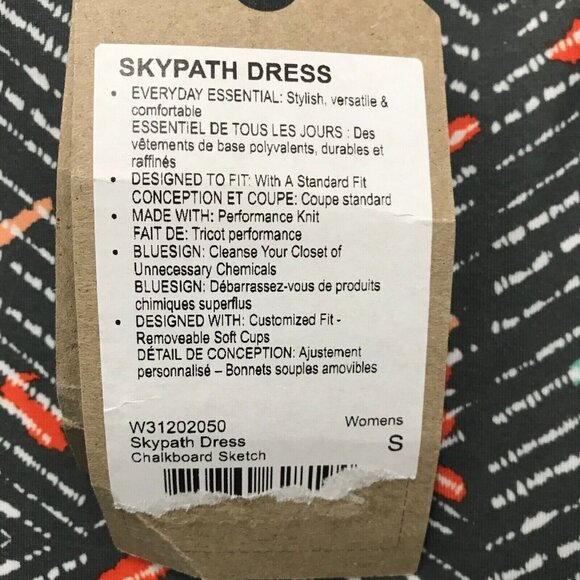 SKYPATH DRESS
• EVERYDAY ESSENTIAL: Stylish, versatile &
comfortable
ESSENTiEL DE TOUS LES JOURS : Des
vêtements de base polyvalents, durables et
raffinés
• DESIGNED TO FIT: With A Standard Fit
CONCEPTION ET COUPE: Coupe standard
• MADE WITH: Performance Knit
FAIT DE: Tricot performance
• BLUESIGN: Cleanse Your Closet of
Unnecessary Chemicals
BLUESIGN: Débarrassez-vous de produits
chimiques superflus
• DESIGNED WITH: Customized Fit -
Removeable Soft Cups
DÉTAIL DE CONCEPTION: Ajustement
personnalisé – Bonnets souples amovibles
W31202050 Womens
Skypath Dress S
Chalkboard Sketch